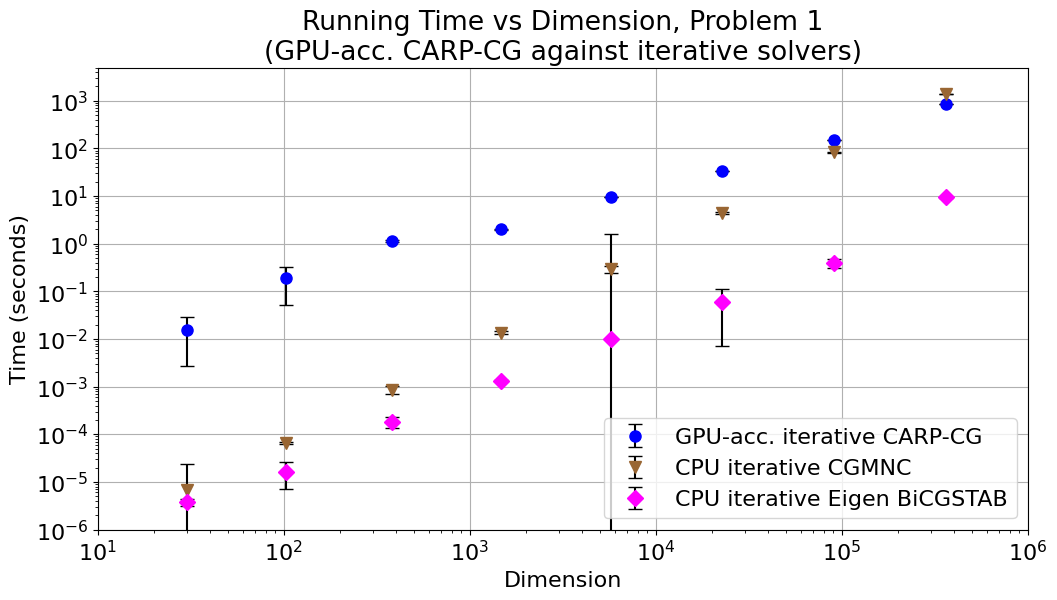 Running Time vs Dimension, Problem 1
(GPU-acc. CARP-CG against iterative solvers)
Time (seconds)
10³
10²
10¹
10⁰
10⁻¹
10⁻²
10⁻³
10⁻⁴
10⁻⁵
10⁻⁶
GPU-acc. iterative CARP-CG
CPU iterative CGMNC
CPU iterative Eigen BiCGSTAB
10¹ 10² 10³ 10⁴ 10⁵ 10⁶
Dimension